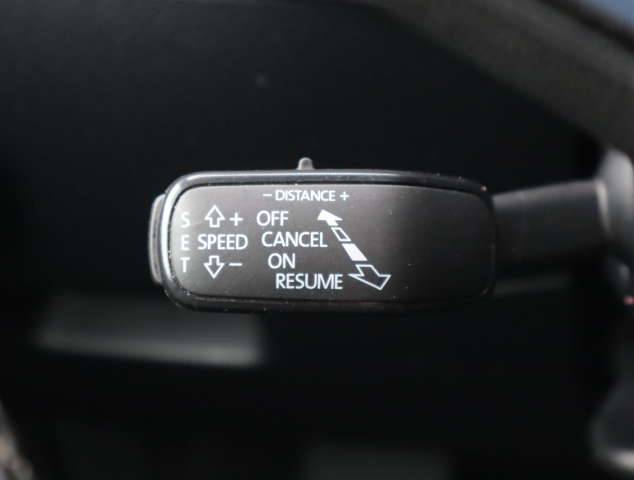 − DISTANCE +
S + OFF
E SPEED CANCEL
T − ON
RESUME